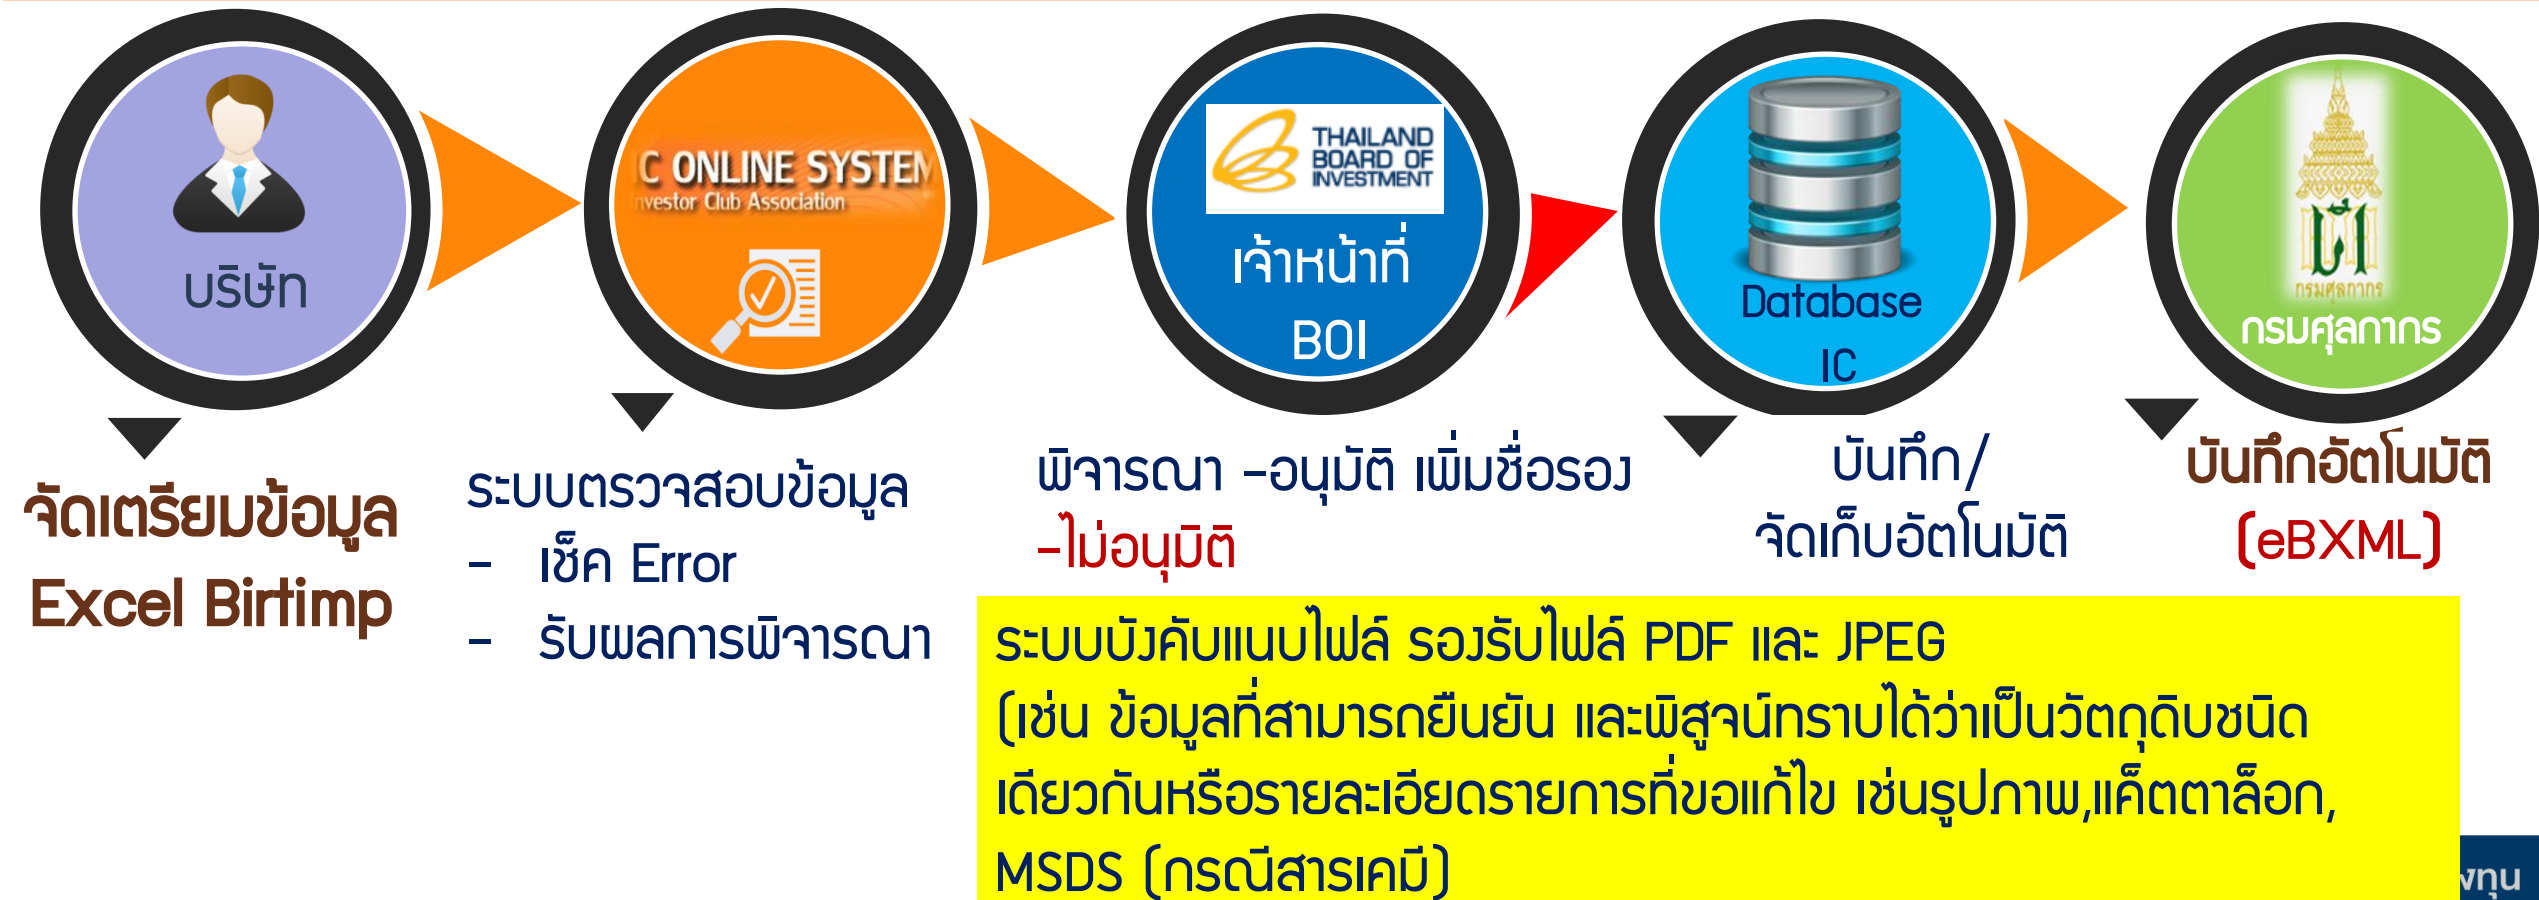 บริษัท
จัดเตรียมข้อมูล
Excel Birtimp
IC ONLINE SYSTEM
nvestor Club Association
ระบบตรวจสอบข้อมูล
- เช็ค Error
- รับผลการพิจารณา
THAILAND
BOARD OF
INVESTMENT
เจ้าหน้าที่
BOI
พิจารณา -อนุมัติ เพิ่มชื่อรอง
-ไม่อนุมิติ
Database
IC
บันทึก/
จัดเก็บอัตโนมัติ
กรมศุลกากร
กรมศุลกากร
บันทึกอัตโนมัติ
(eBXML)
ระบบบังคับแนบไฟล์ รองรับไฟล์ PDF และ JPEG
(เช่น ข้อมูลที่สามารถยืนยัน และพิสูจน์ทราบได้ว่าเป็นวัตถุดิบชนิด
เดียวกันหรือรายละเอียดรายการที่ขอแก้ไข เช่นรูปภาพ,แค็ตตาล็อก,
MSDS (กรณีสารเคมี)
งทุน